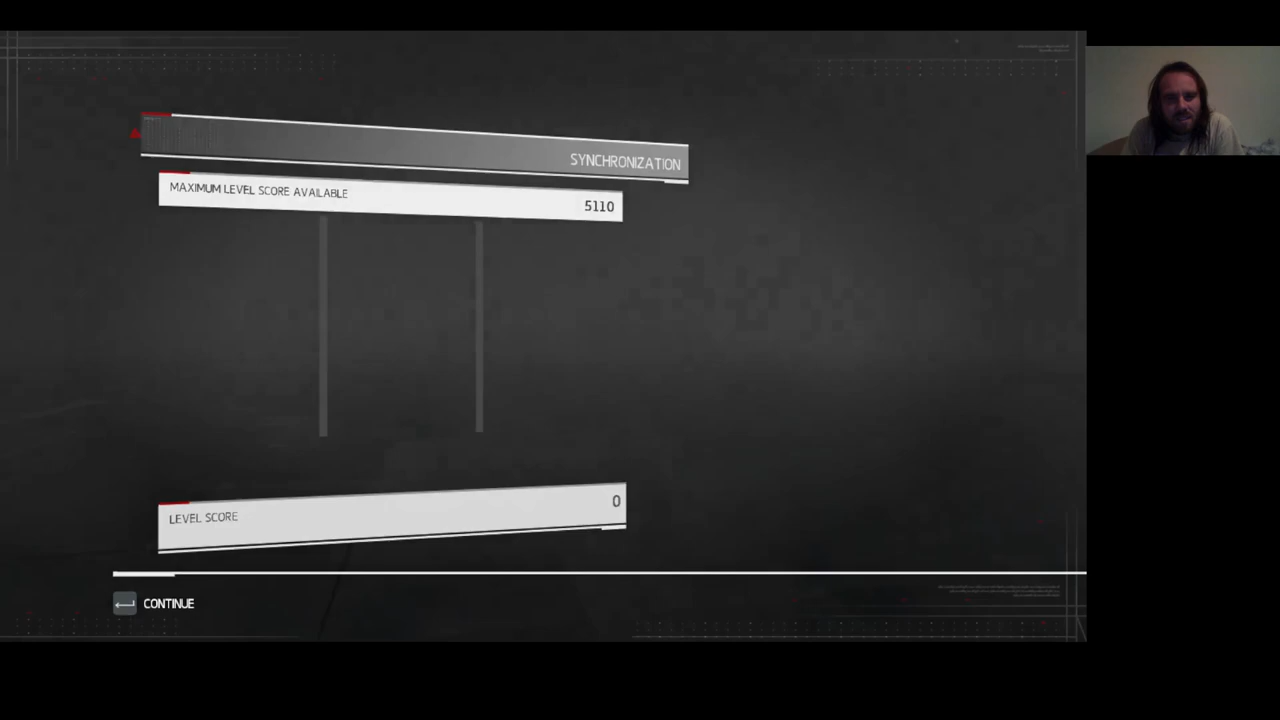 SYNCHRONIZATION
MAXIMUM LEVEL SCORE AVAILABLE
5110
LEVEL SCORE
0
CONTINUE